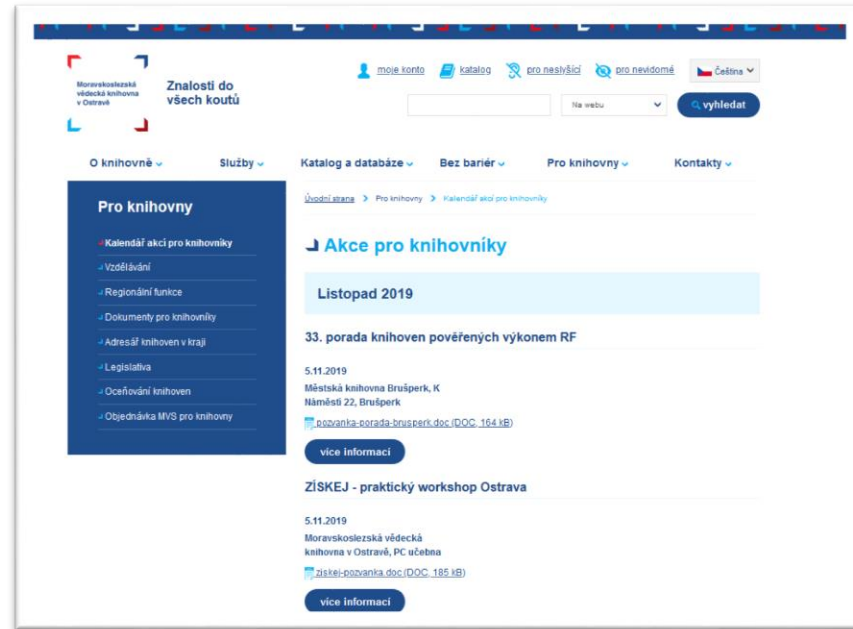 moje konto katalog pro neslyšící pro nevidomé Čeština
Moravskoslezská
vědecká knihovna
v Ostravě
Znalosti do
všech koutů
Na webu vyhledat
O knihovně Služby Katalog a databáze Bez bariér Pro knihovny Kontakty
Pro knihovny
Kalendář akcí pro knihovníky
Vzdělávání
Regionální funkce
Dokumenty pro knihovníky
Adresář knihoven v kraji
Legislativa
Oceňování knihoven
Objednávka MVS pro knihovny
Úvodní strana > Pro knihovny > Kalendář akcí pro knihovníky
Akce pro knihovníky
Listopad 2019
33. porada knihoven pověřených výkonem RF
5.11.2019
Městská knihovna Brušperk, K
Náměstí 22, Brušperk
pozvanka-porada-brusperk.doc (DOC, 164 kB)
více informací
ZÍSKEJ - praktický workshop Ostrava
5.11.2019
Moravskoslezská vědecká
knihovna v Ostravě, PC učebna
ziskej-pozvanka.doc (DOC, 185 kB)
více informací